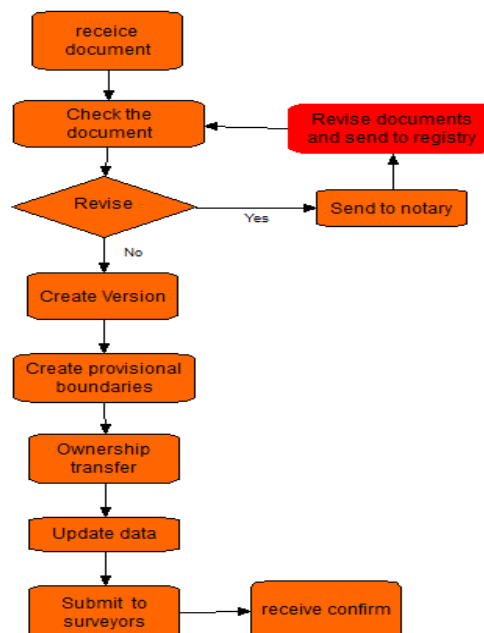 receice
document
Check the
document
Revise documents
and send to registry
Revise
Yes
Send to notary
No
Create Version
Create provisional
boundaries
Ownership
transfer
Update data
Submit to
surveyors
receive confirm